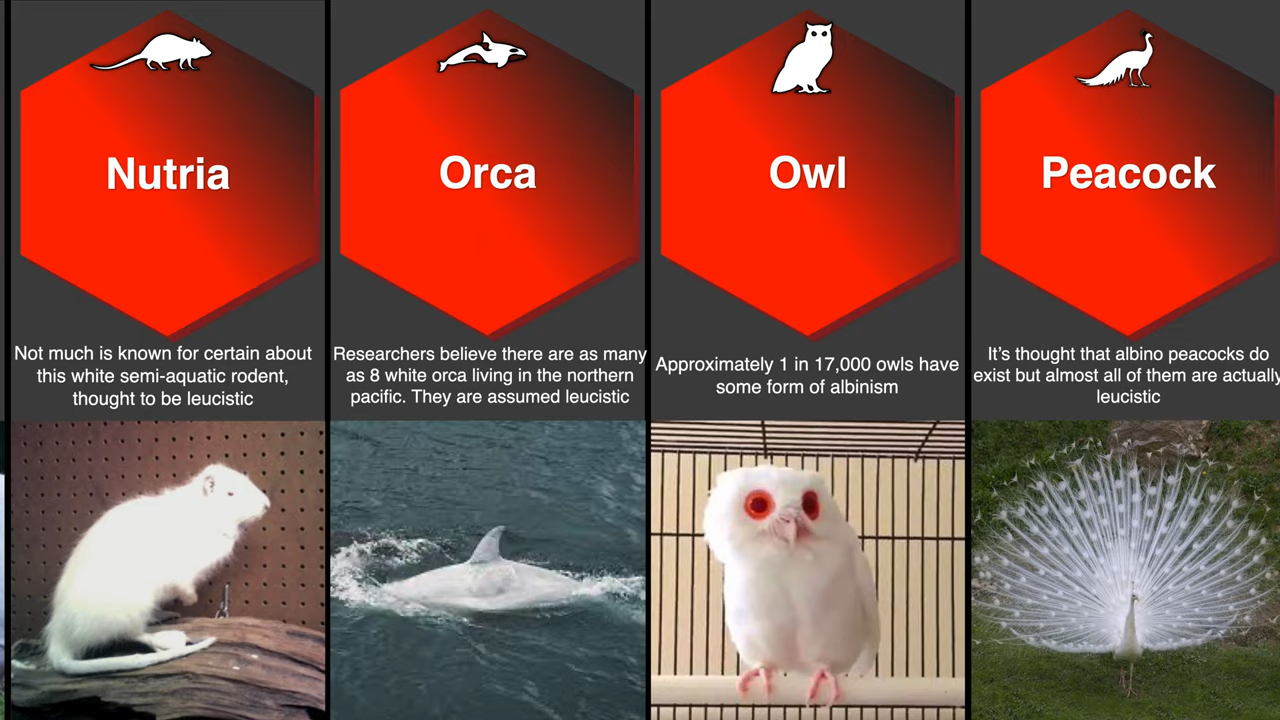 Nutria
Not much is known for certain about
this white semi-aquatic rodent,
thought to be leucistic
Orca
Researchers believe there are as many
as 8 white orca living in the northern
pacific. They are assumed leucistic
Owl
Approximately 1 in 17,000 owls have
some form of albinism
Peacock
It’s thought that albino peacocks do
exist but almost all of them are actually
leucistic